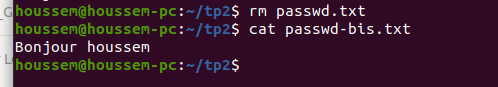 houssem@houssem-pc:~/tp2$ rm passwd.txt
houssem@houssem-pc:~/tp2$ cat passwd-bis.txt
Bonjour houssem
houssem@houssem-pc:~/tp2$